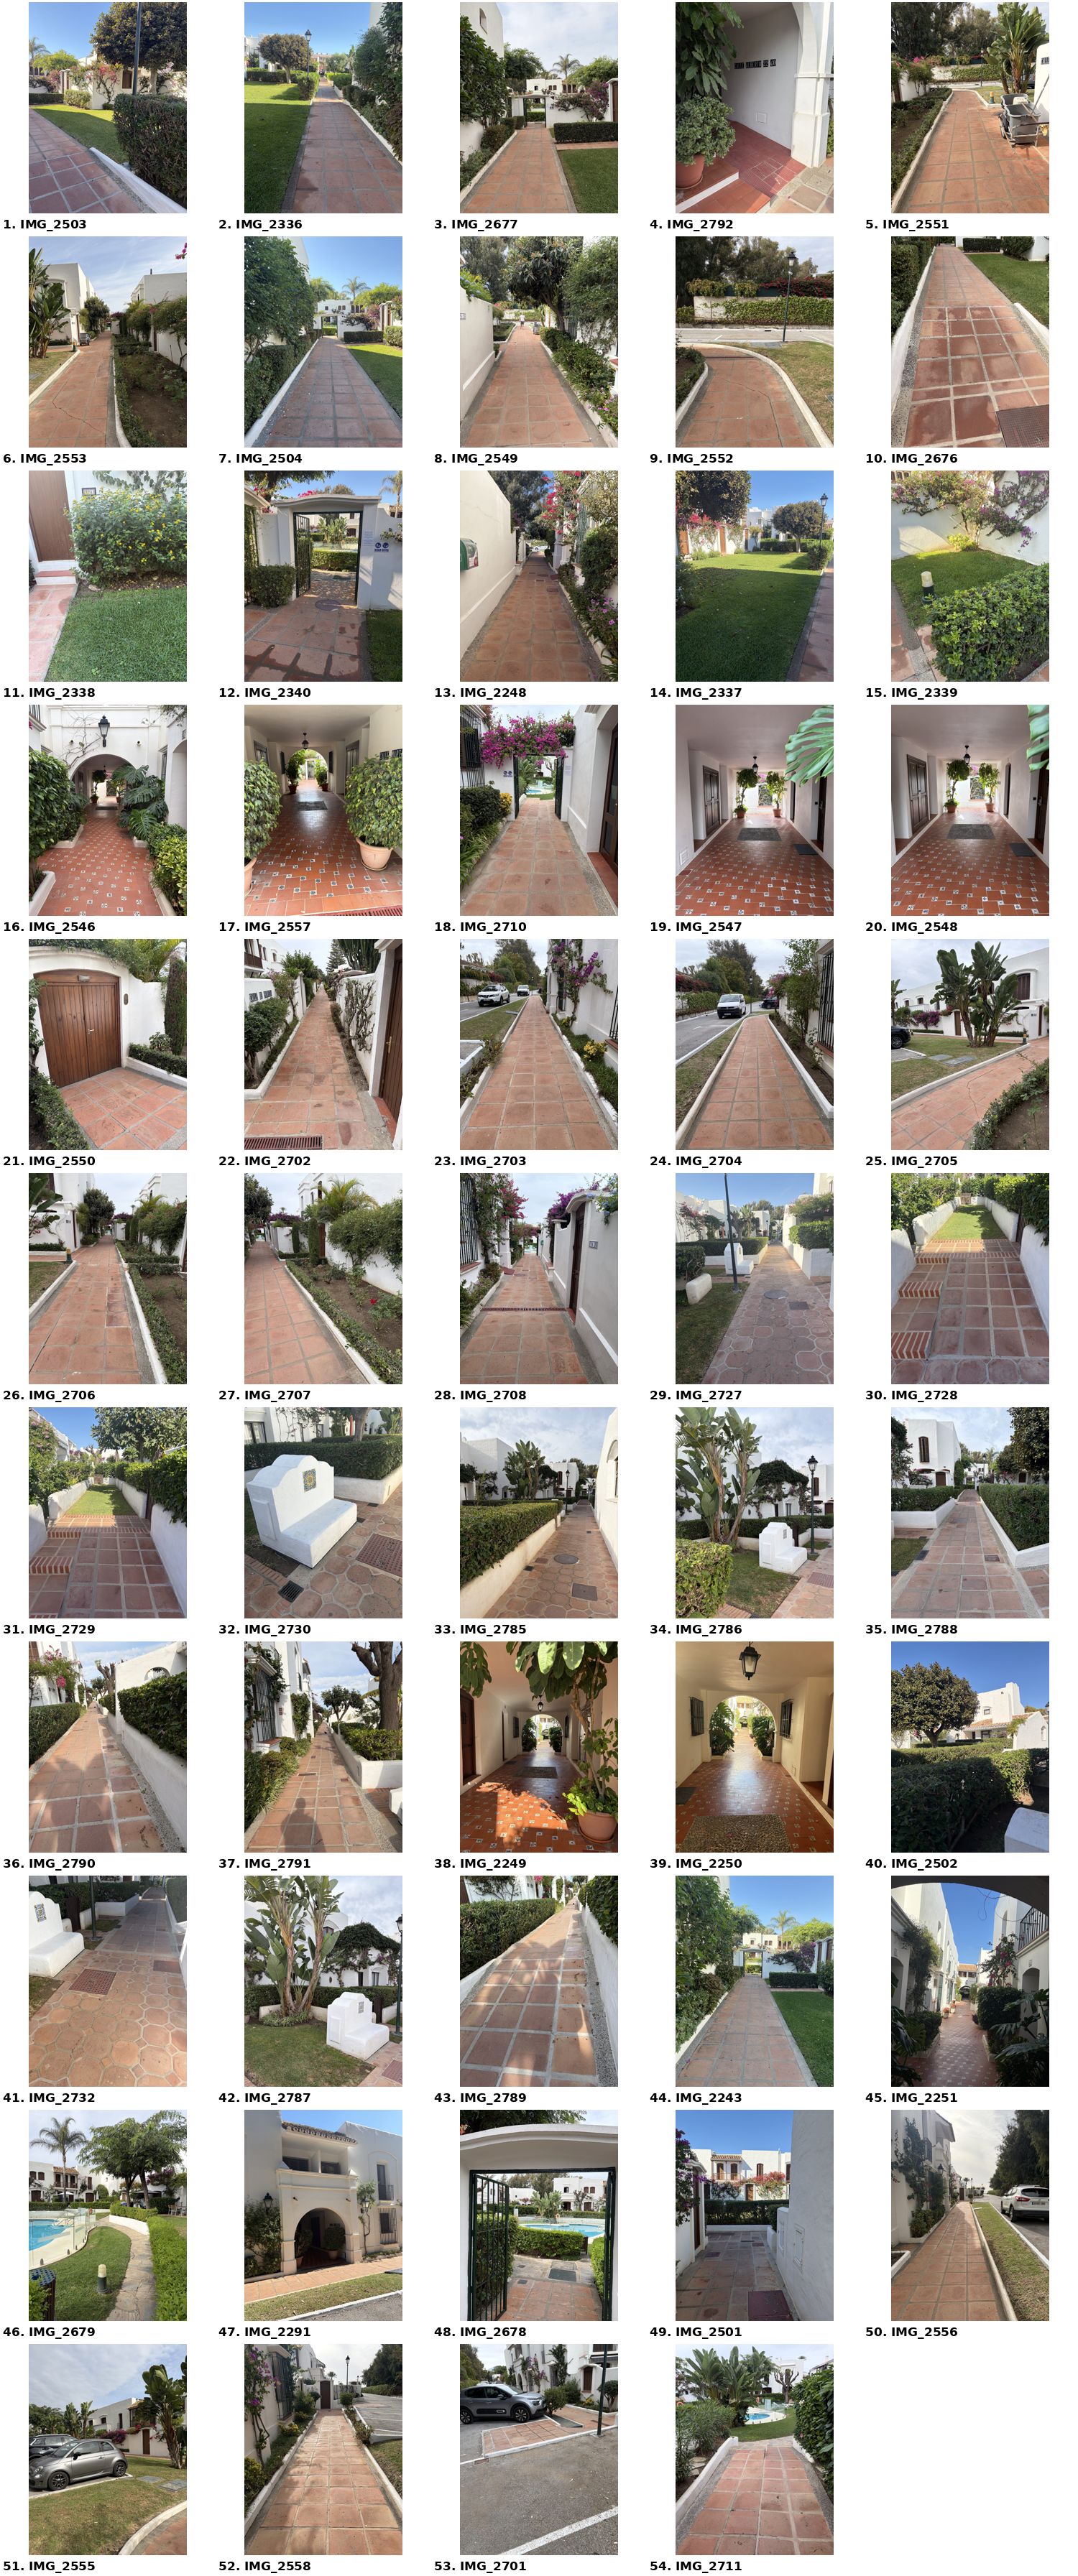 1. IMG_2503
2. IMG_2336
3. IMG_2677
4. IMG_2792
5. IMG_2551
6. IMG_2553
7. IMG_2504
8. IMG_2549
9. IMG_2552
10. IMG_2676
11. IMG_2338
12. IMG_2340
13. IMG_2248
14. IMG_2337
15. IMG_2339
16. IMG_2546
17. IMG_2557
18. IMG_2710
19. IMG_2547
20. IMG_2548
21. IMG_2550
22. IMG_2702
23. IMG_2703
24. IMG_2704
25. IMG_2705
26. IMG_2706
27. IMG_2707
28. IMG_2708
29. IMG_2727
30. IMG_2728
31. IMG_2729
32. IMG_2730
33. IMG_2785
34. IMG_2786
35. IMG_2788
36. IMG_2790
37. IMG_2791
38. IMG_2249
39. IMG_2250
40. IMG_2502
41. IMG_2732
42. IMG_2787
43. IMG_2789
44. IMG_2243
45. IMG_2251
46. IMG_2679
47. IMG_2291
48. IMG_2678
49. IMG_2501
50. IMG_2556
51. IMG_2555
52. IMG_2558
53. IMG_2701
54. IMG_2711